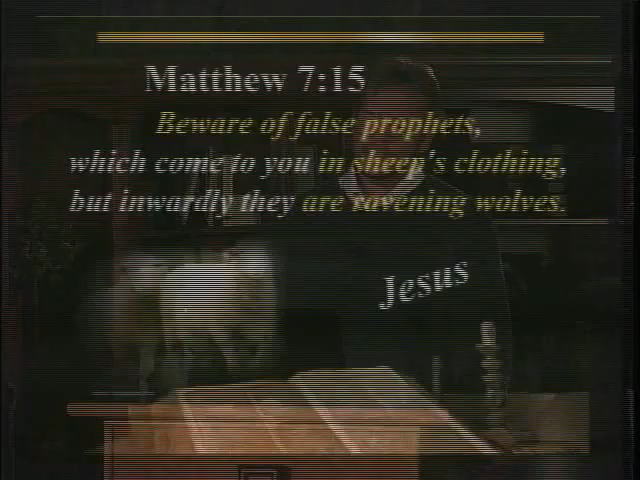 Matthew 7:15
Beware of false prophets,
which come to you in sheep's clothing,
but inwardly they are ravening wolves.
Jesus